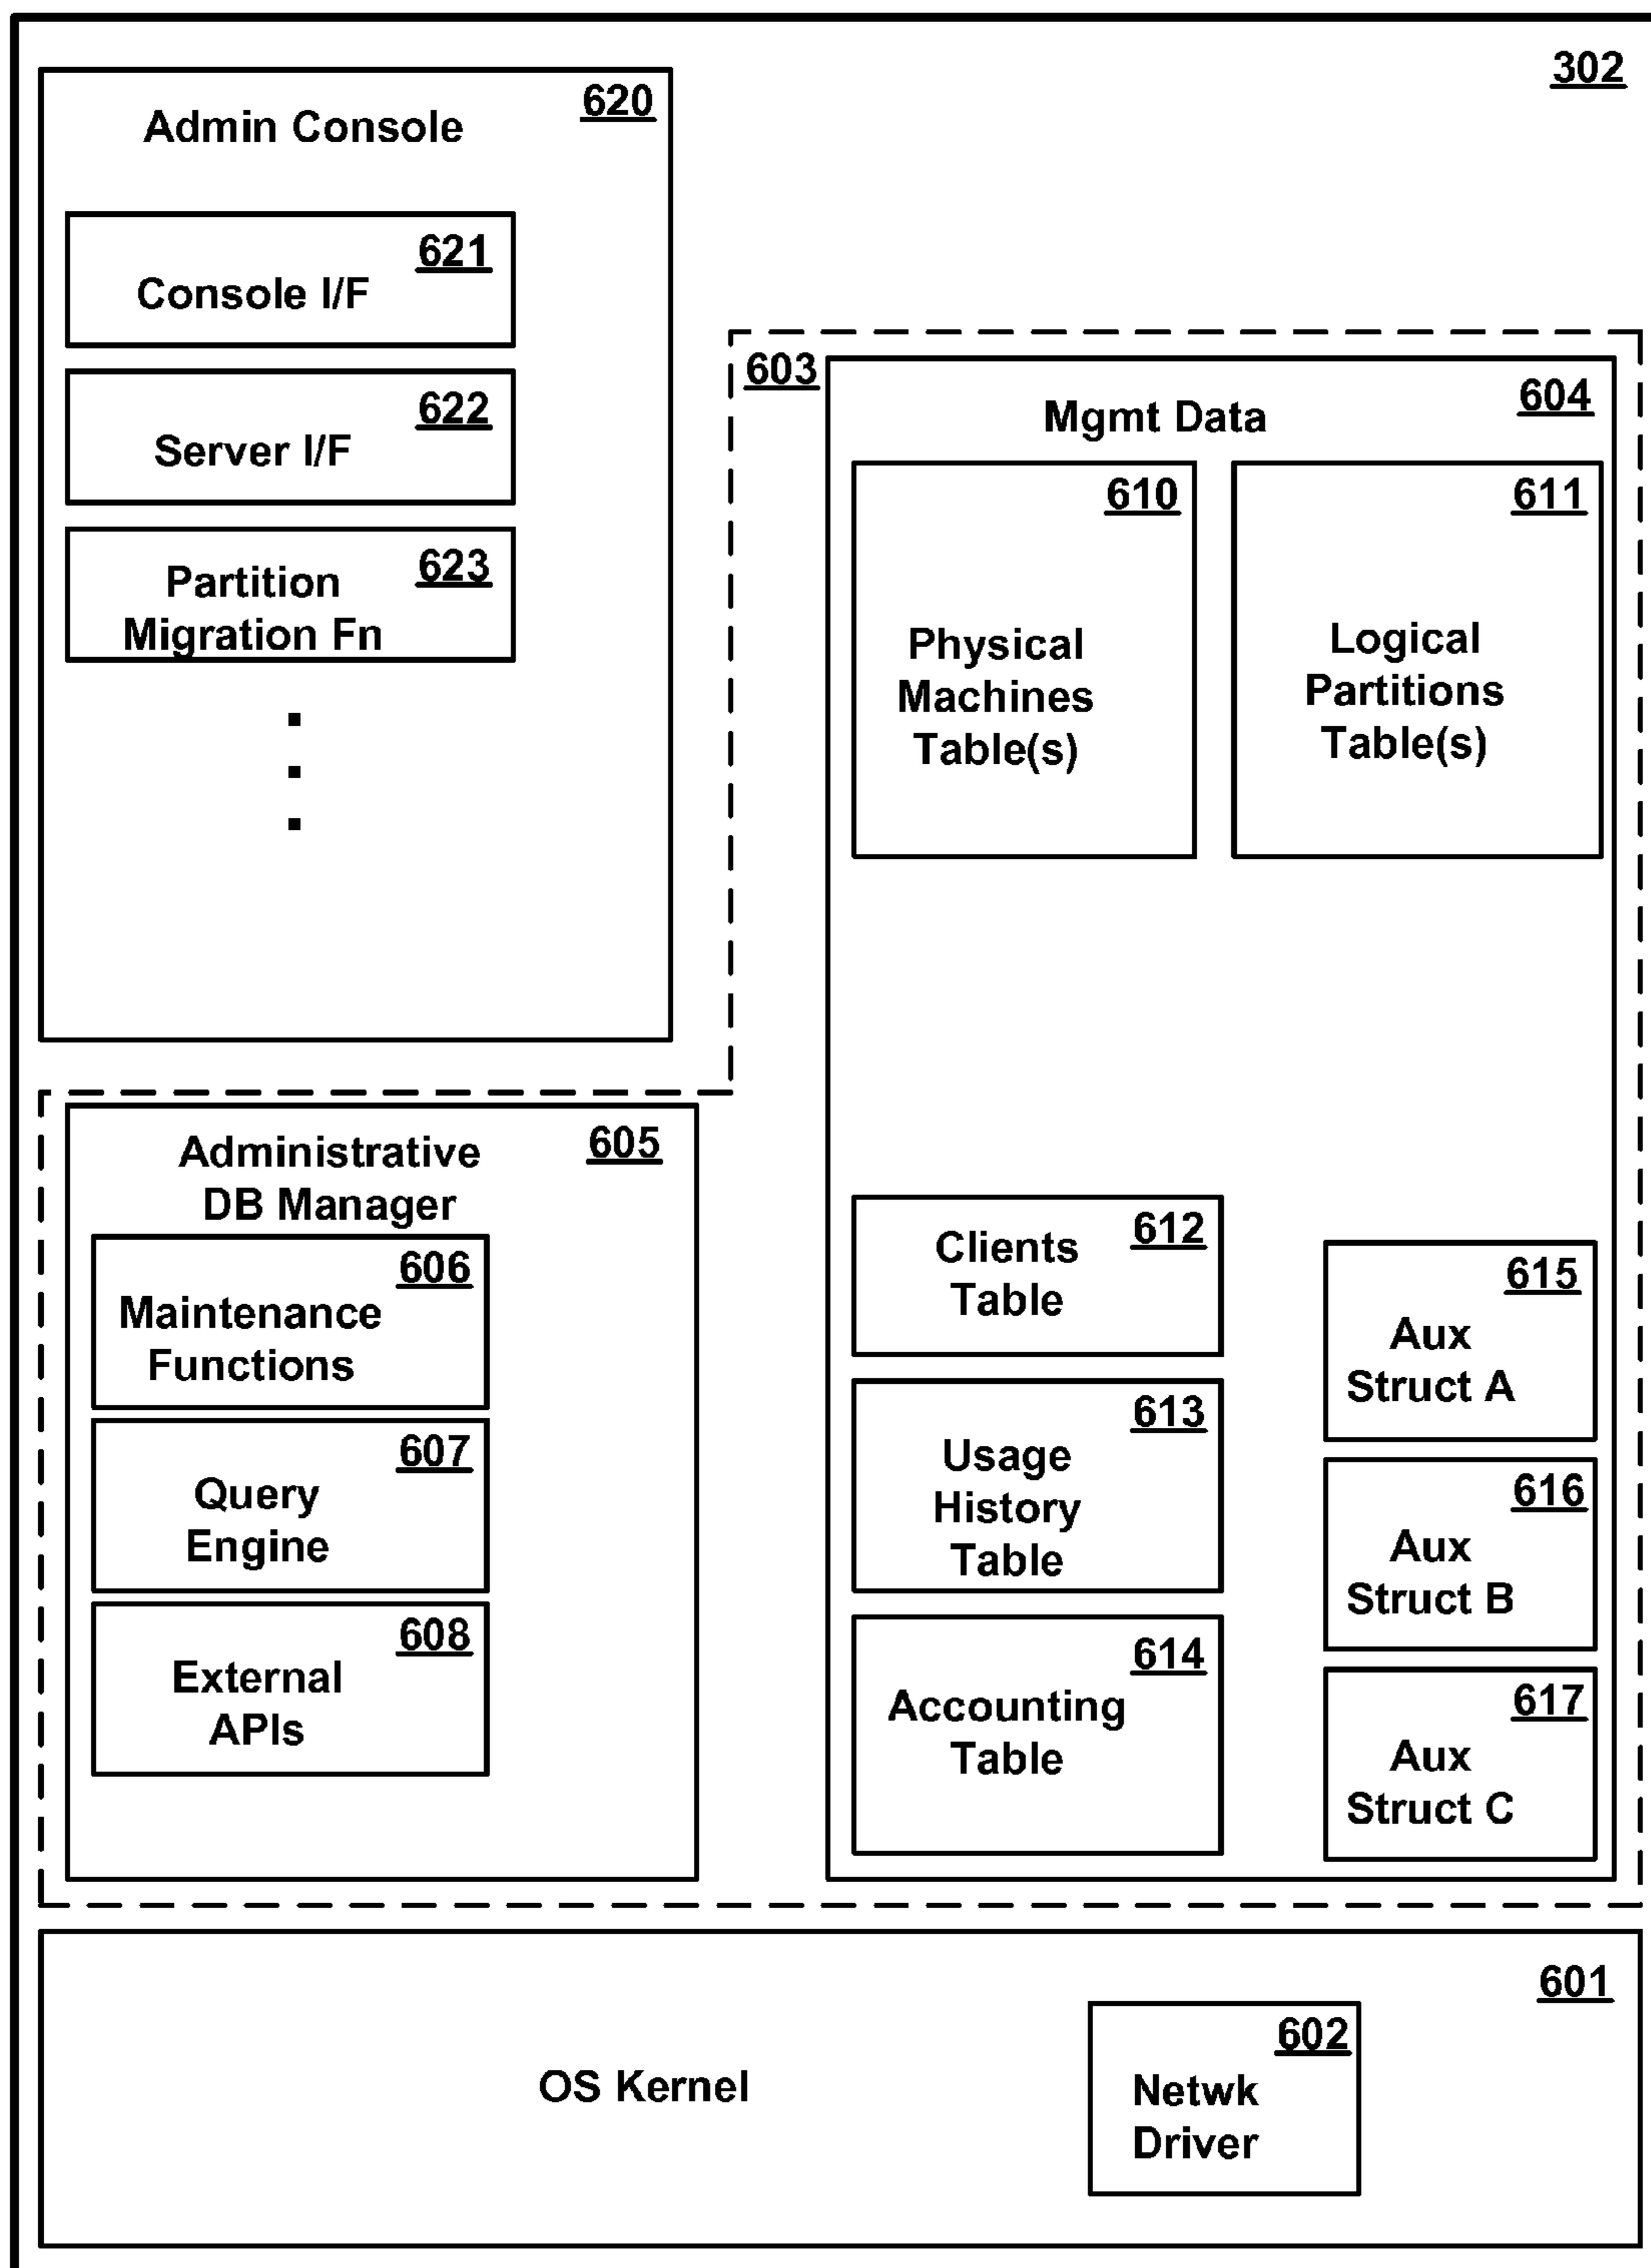 302
620
Admin Console
621
Console I/F
622
Server I/F
623
Partition
Migration Fn
603
604
Mgmt Data
610
Physical
Machines
Table(s)
611
Logical
Partitions
Table(s)
605
Administrative
DB Manager
606
Maintenance
Functions
607
Query
Engine
608
External
APIs
612
Clients
Table
613
Usage
History
Table
614
Accounting
Table
615
Aux
Struct A
616
Aux
Struct B
617
Aux
Struct C
601
OS Kernel
602
Netwk
Driver